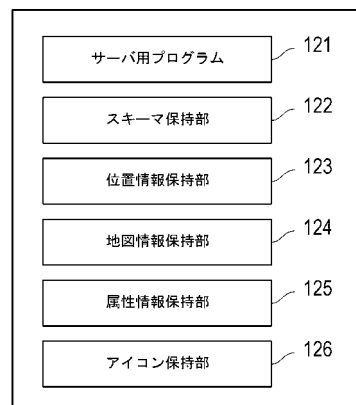 サーバ用プログラム 121
スキーマ保持部 122
位置情報保持部 123
地図情報保持部 124
属性情報保持部 125
アイコン保持部 126